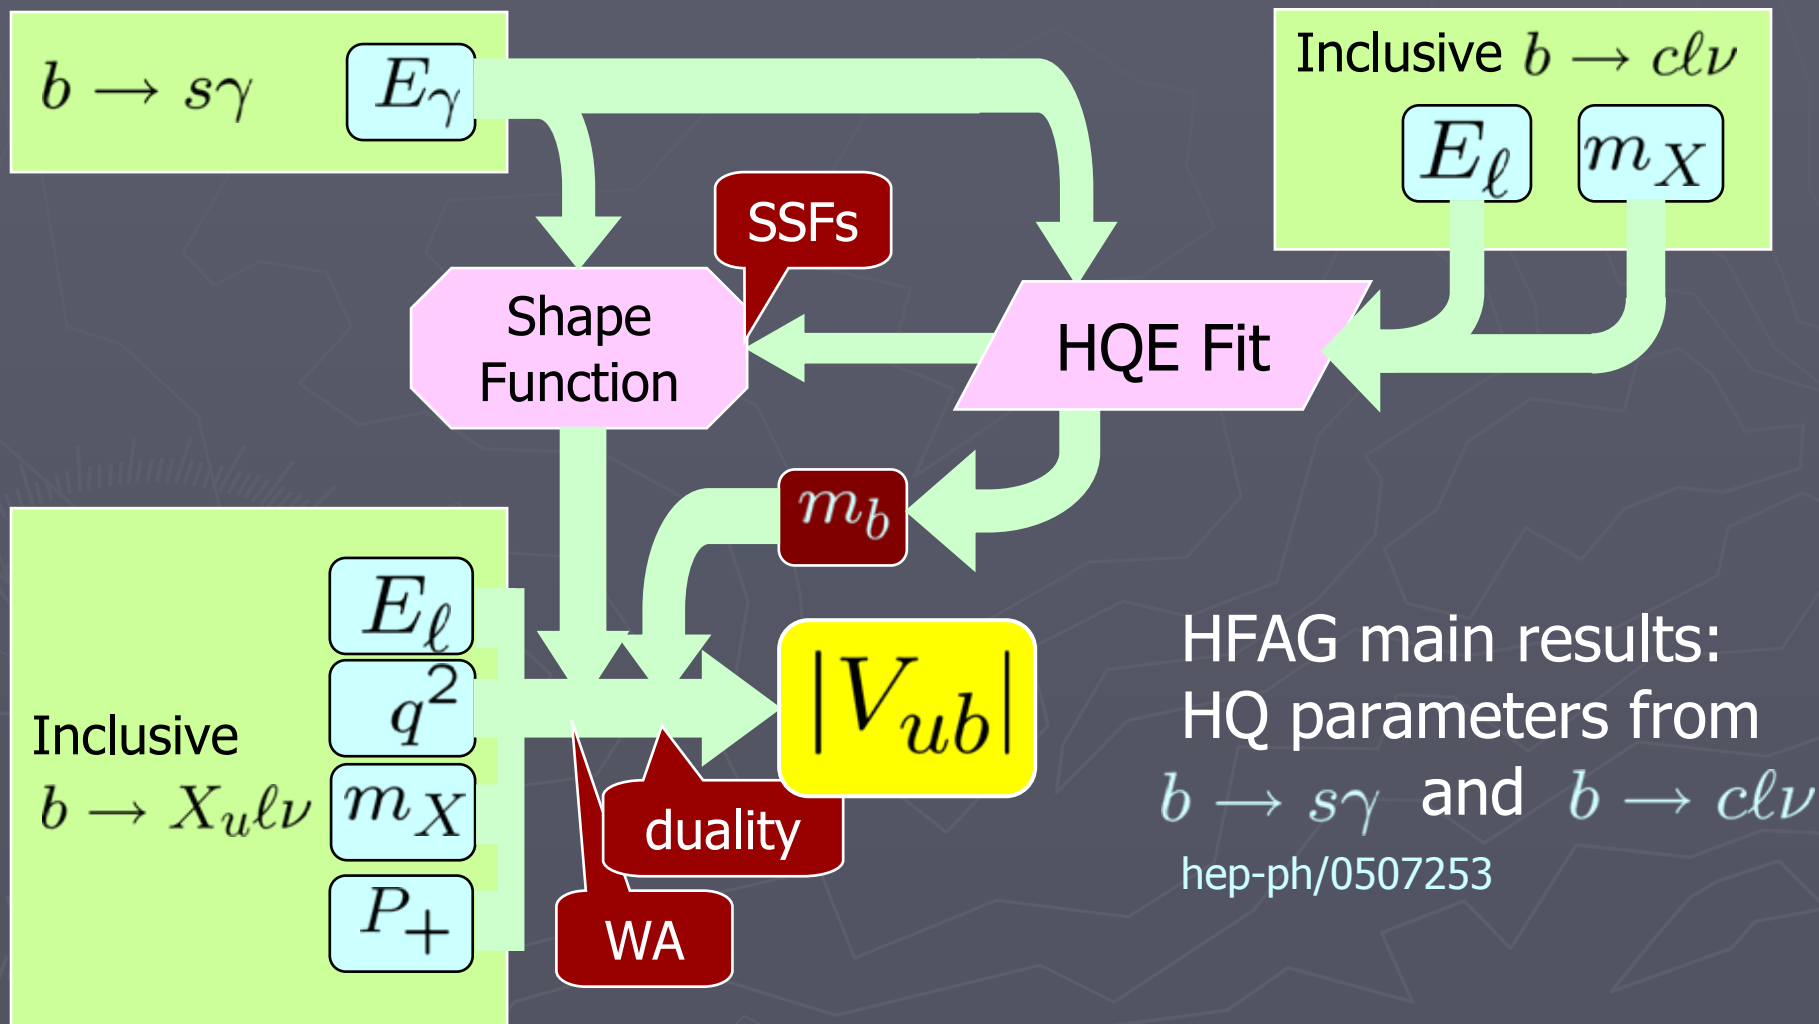 b → sγ
E_γ
Inclusive b → cℓν
E_ℓ m_X
SSFs
Shape
Function
HQE Fit
m_b
Inclusive
b → X_uℓν
E_ℓ
q²
m_X
P_+
|V_ub|
duality
WA
HFAG main results:
HQ parameters from
b → sγ and b → cℓν
hep-ph/0507253